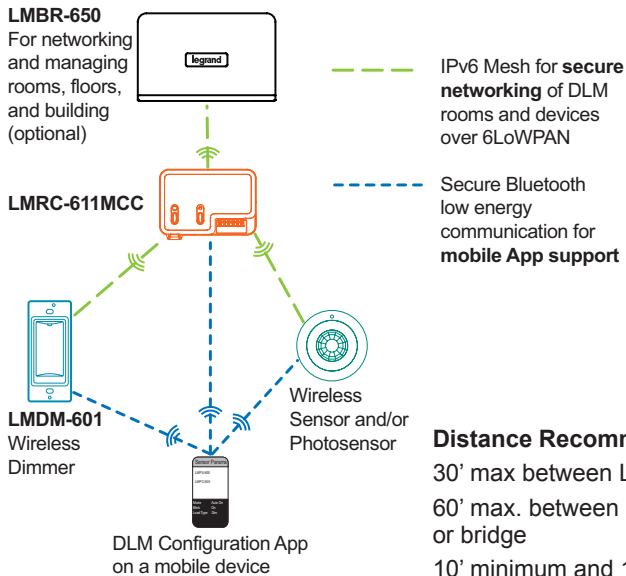 LMBR-650
For networking
and managing
rooms, floors,
and building
(optional)
legrand
IPv6 Mesh for secure
networking of DLM
rooms and devices
over 6LoWPAN
Secure Bluetooth
low energy
communication for
mobile App support
LMRC-611MCC
LMDM-601
Wireless
Dimmer
Wireless
Sensor and/or
Photosensor
Sensor Params
DLM Configuration App
on a mobile device
Distance Recomm
30’ max between L
60’ max. between
or bridge
10’ minimum and 1